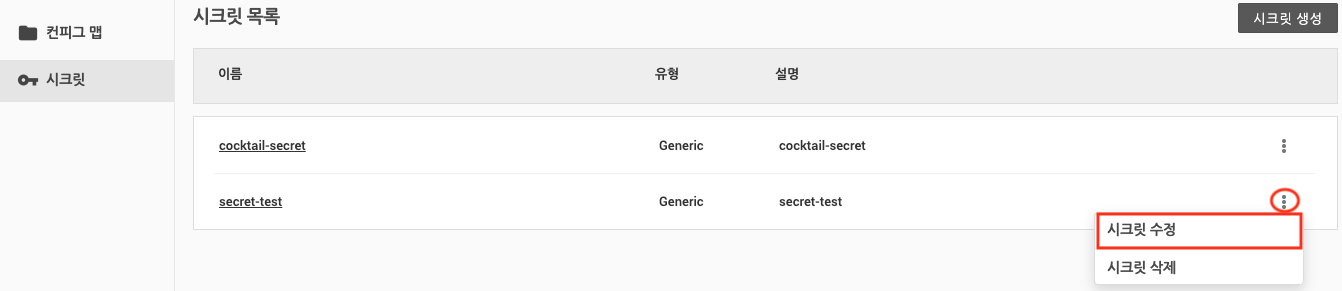 컨피그 맵
시크릿
시크릿 목록
시크릿 생성
이름 유형 설명
cocktail-secret Generic cocktail-secret
secret-test Generic secret-test
시크릿 수정
시크릿 삭제